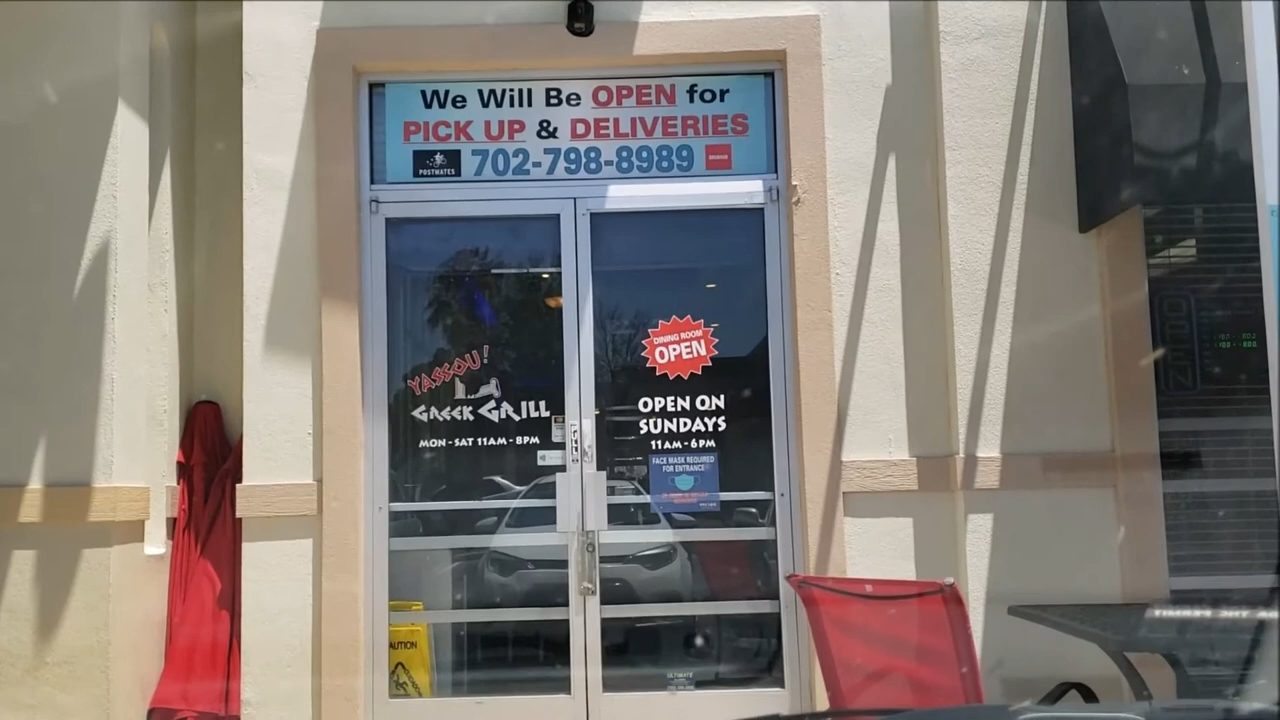 We Will Be OPEN for
PICK UP & DELIVERIES
POSTMATES 702-798-8989
YASSOU!
GREEK GRILL
MON - SAT 11AM - 8PM
DINING ROOM
OPEN
OPEN ON
SUNDAYS
11AM - 6PM
FACE MASK REQUIRED
FOR ENTRANCE
CAUTION
ULTIMATE